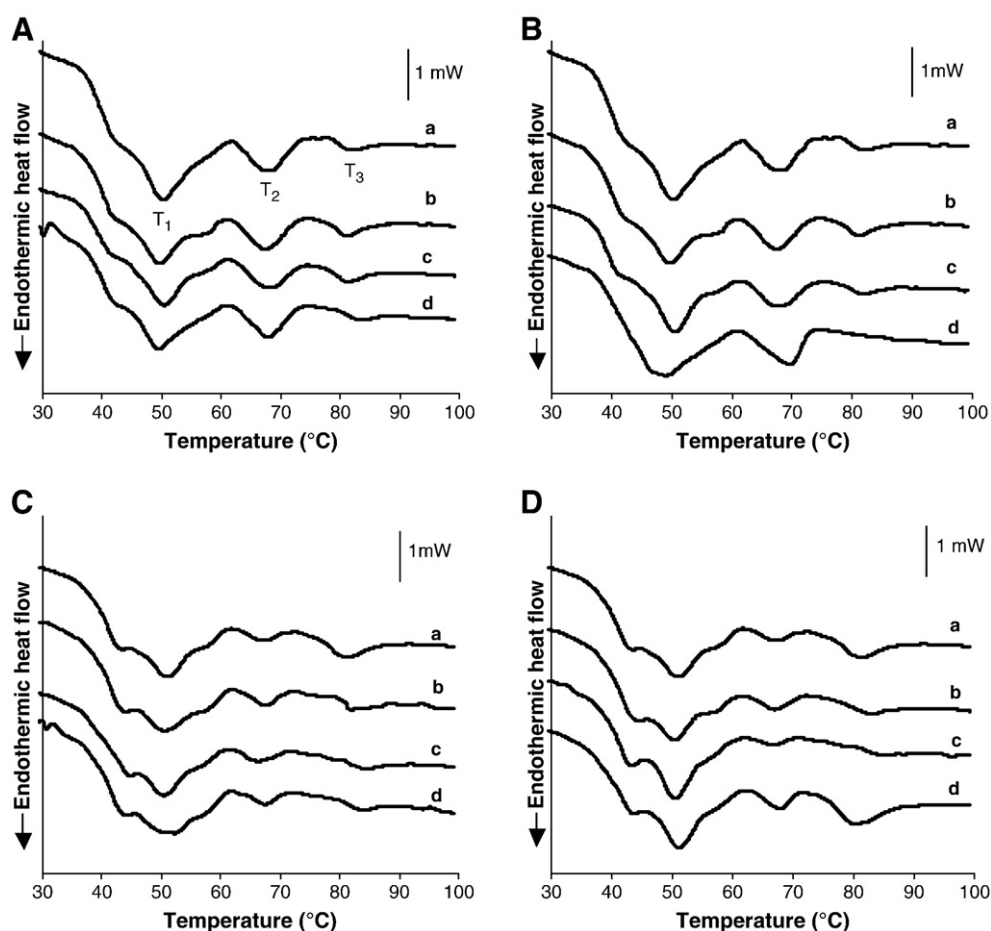 A
Endothermic heat flow
1 mW
a
T1
T2
T3
b
c
d
30 40 50 60 70 80 90 100
Temperature (°C)
B
Endothermic heat flow
1mW
a
b
c
d
30 40 50 60 70 80 90 100
Temperature (°C)
C
Endothermic heat flow
1mW
a
b
c
d
30 40 50 60 70 80 90 100
Temperature (°C)
D
Endothermic heat flow
1 mW
a
b
c
d
30 40 50 60 70 80 90 100
Temperature (°C)